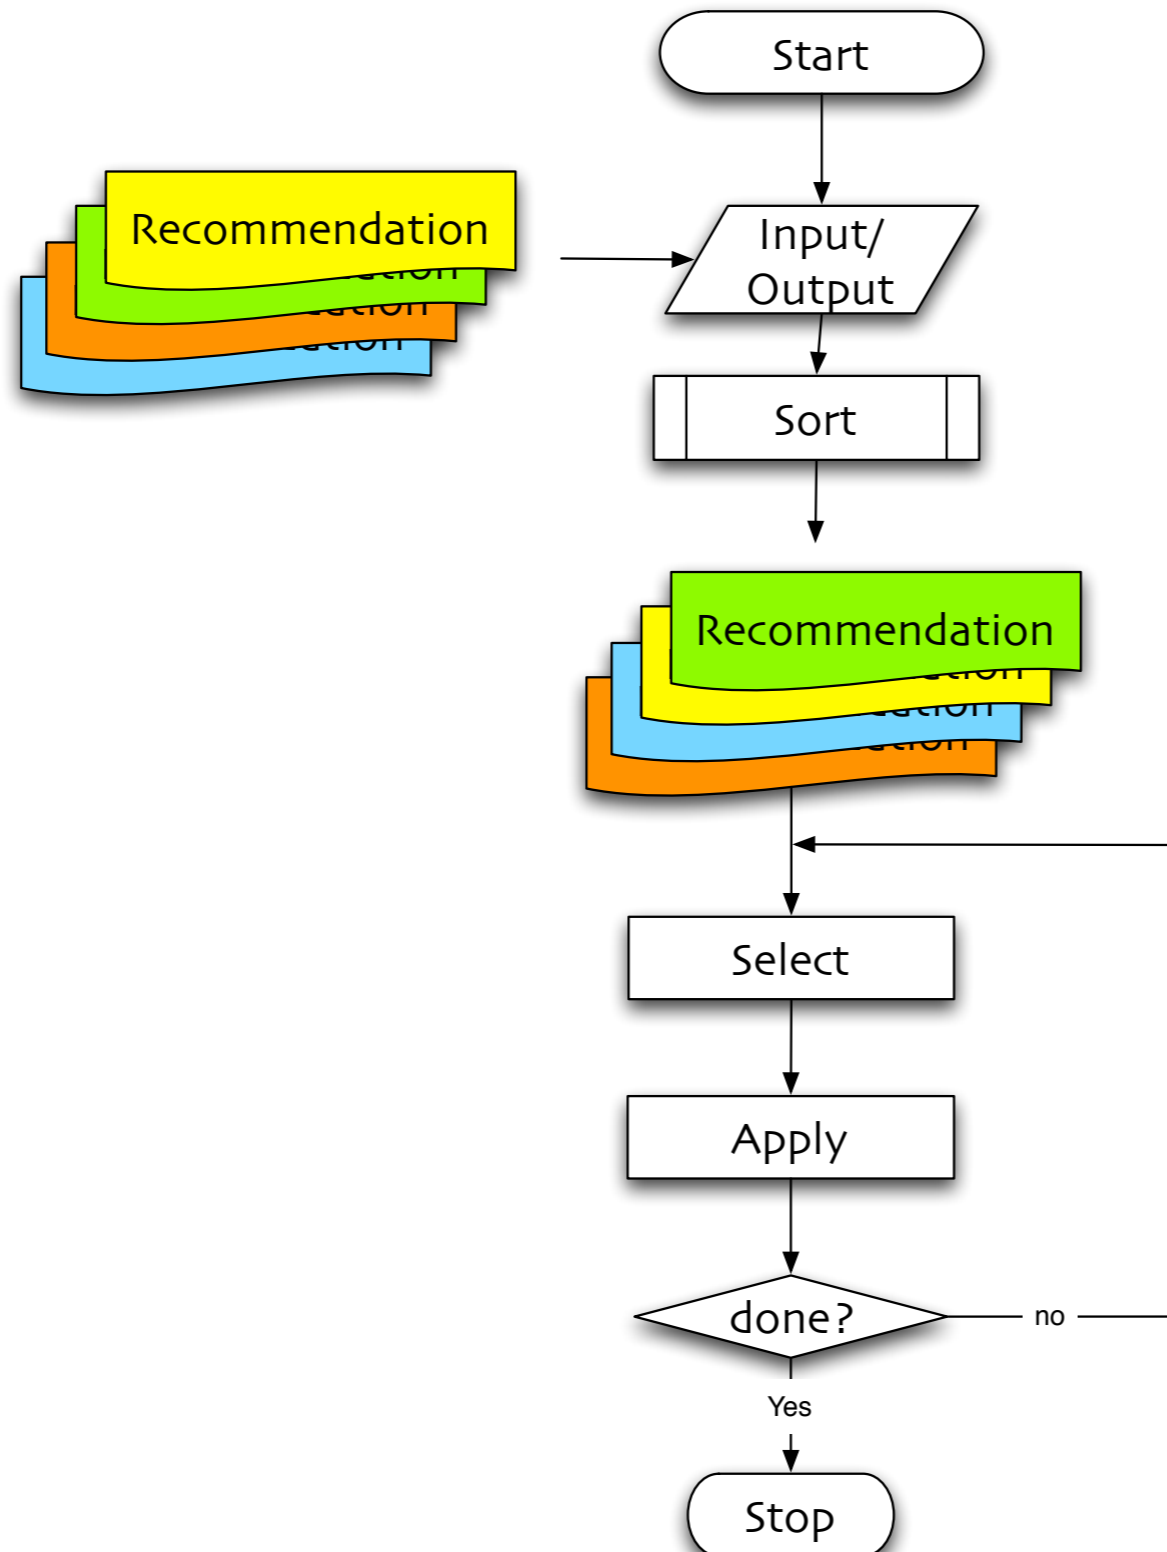 Start
Recommendation
Input/
Output
Sort
Recommendation
Select
Apply
done?
no
Yes
Stop